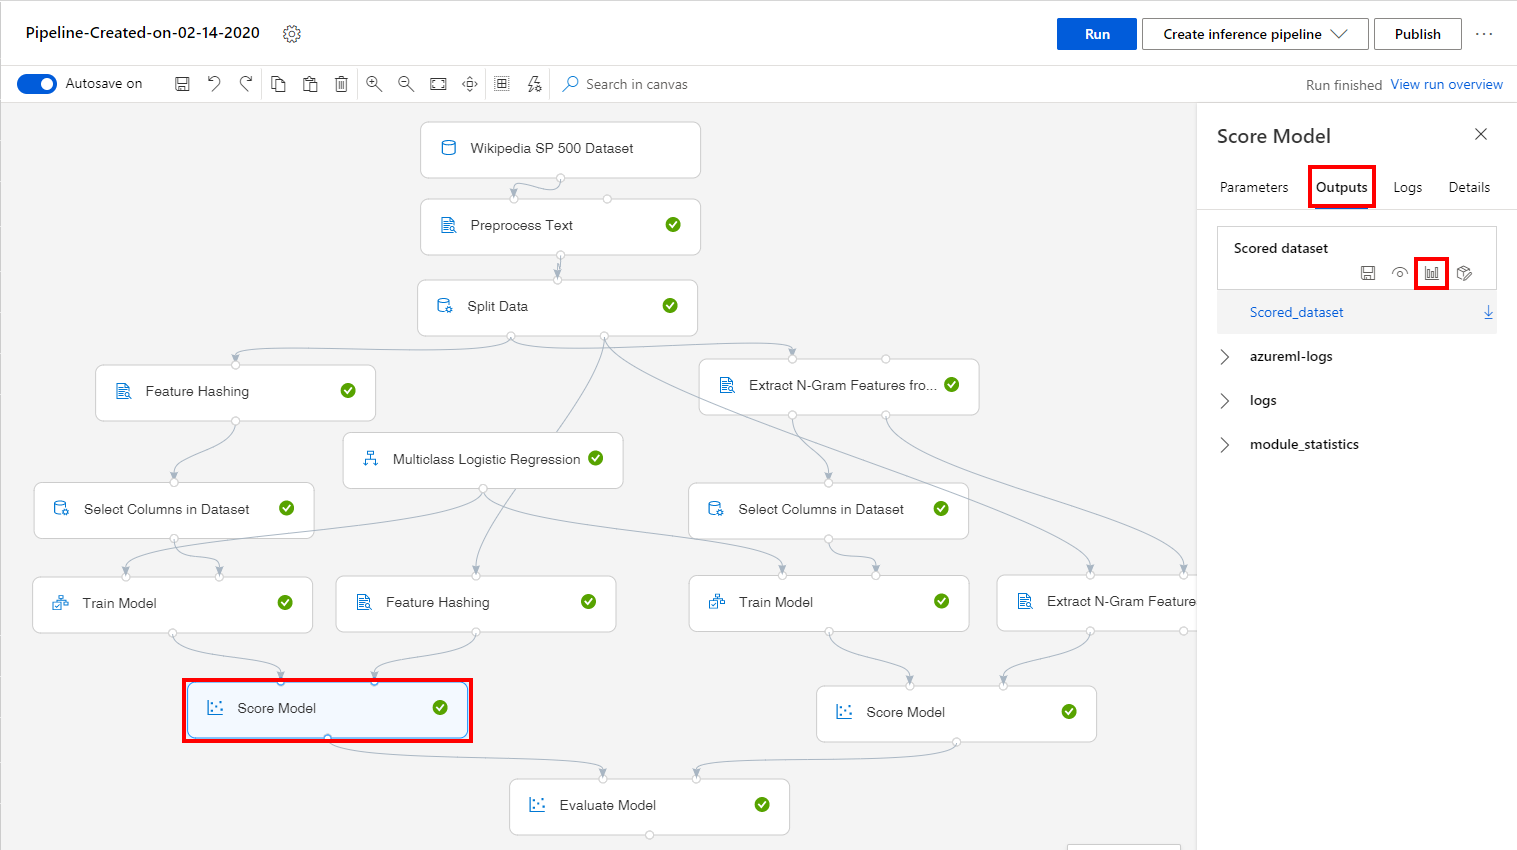 Pipeline-Created-on-02-14-2020
Run
Create inference pipeline
Publish
Autosave on
Search in canvas
Run finished
View run overview
Wikipedia SP 500 Dataset
Preprocess Text
Split Data
Feature Hashing
Extract N-Gram Features fro...
Multiclass Logistic Regression
Select Columns in Dataset
Select Columns in Dataset
Train Model
Feature Hashing
Train Model
Extract N-Gram Feature
Score Model
Score Model
Evaluate Model
Score Model
Parameters
Outputs
Logs
Details
Scored dataset
Scored_dataset
azureml-logs
logs
module_statistics